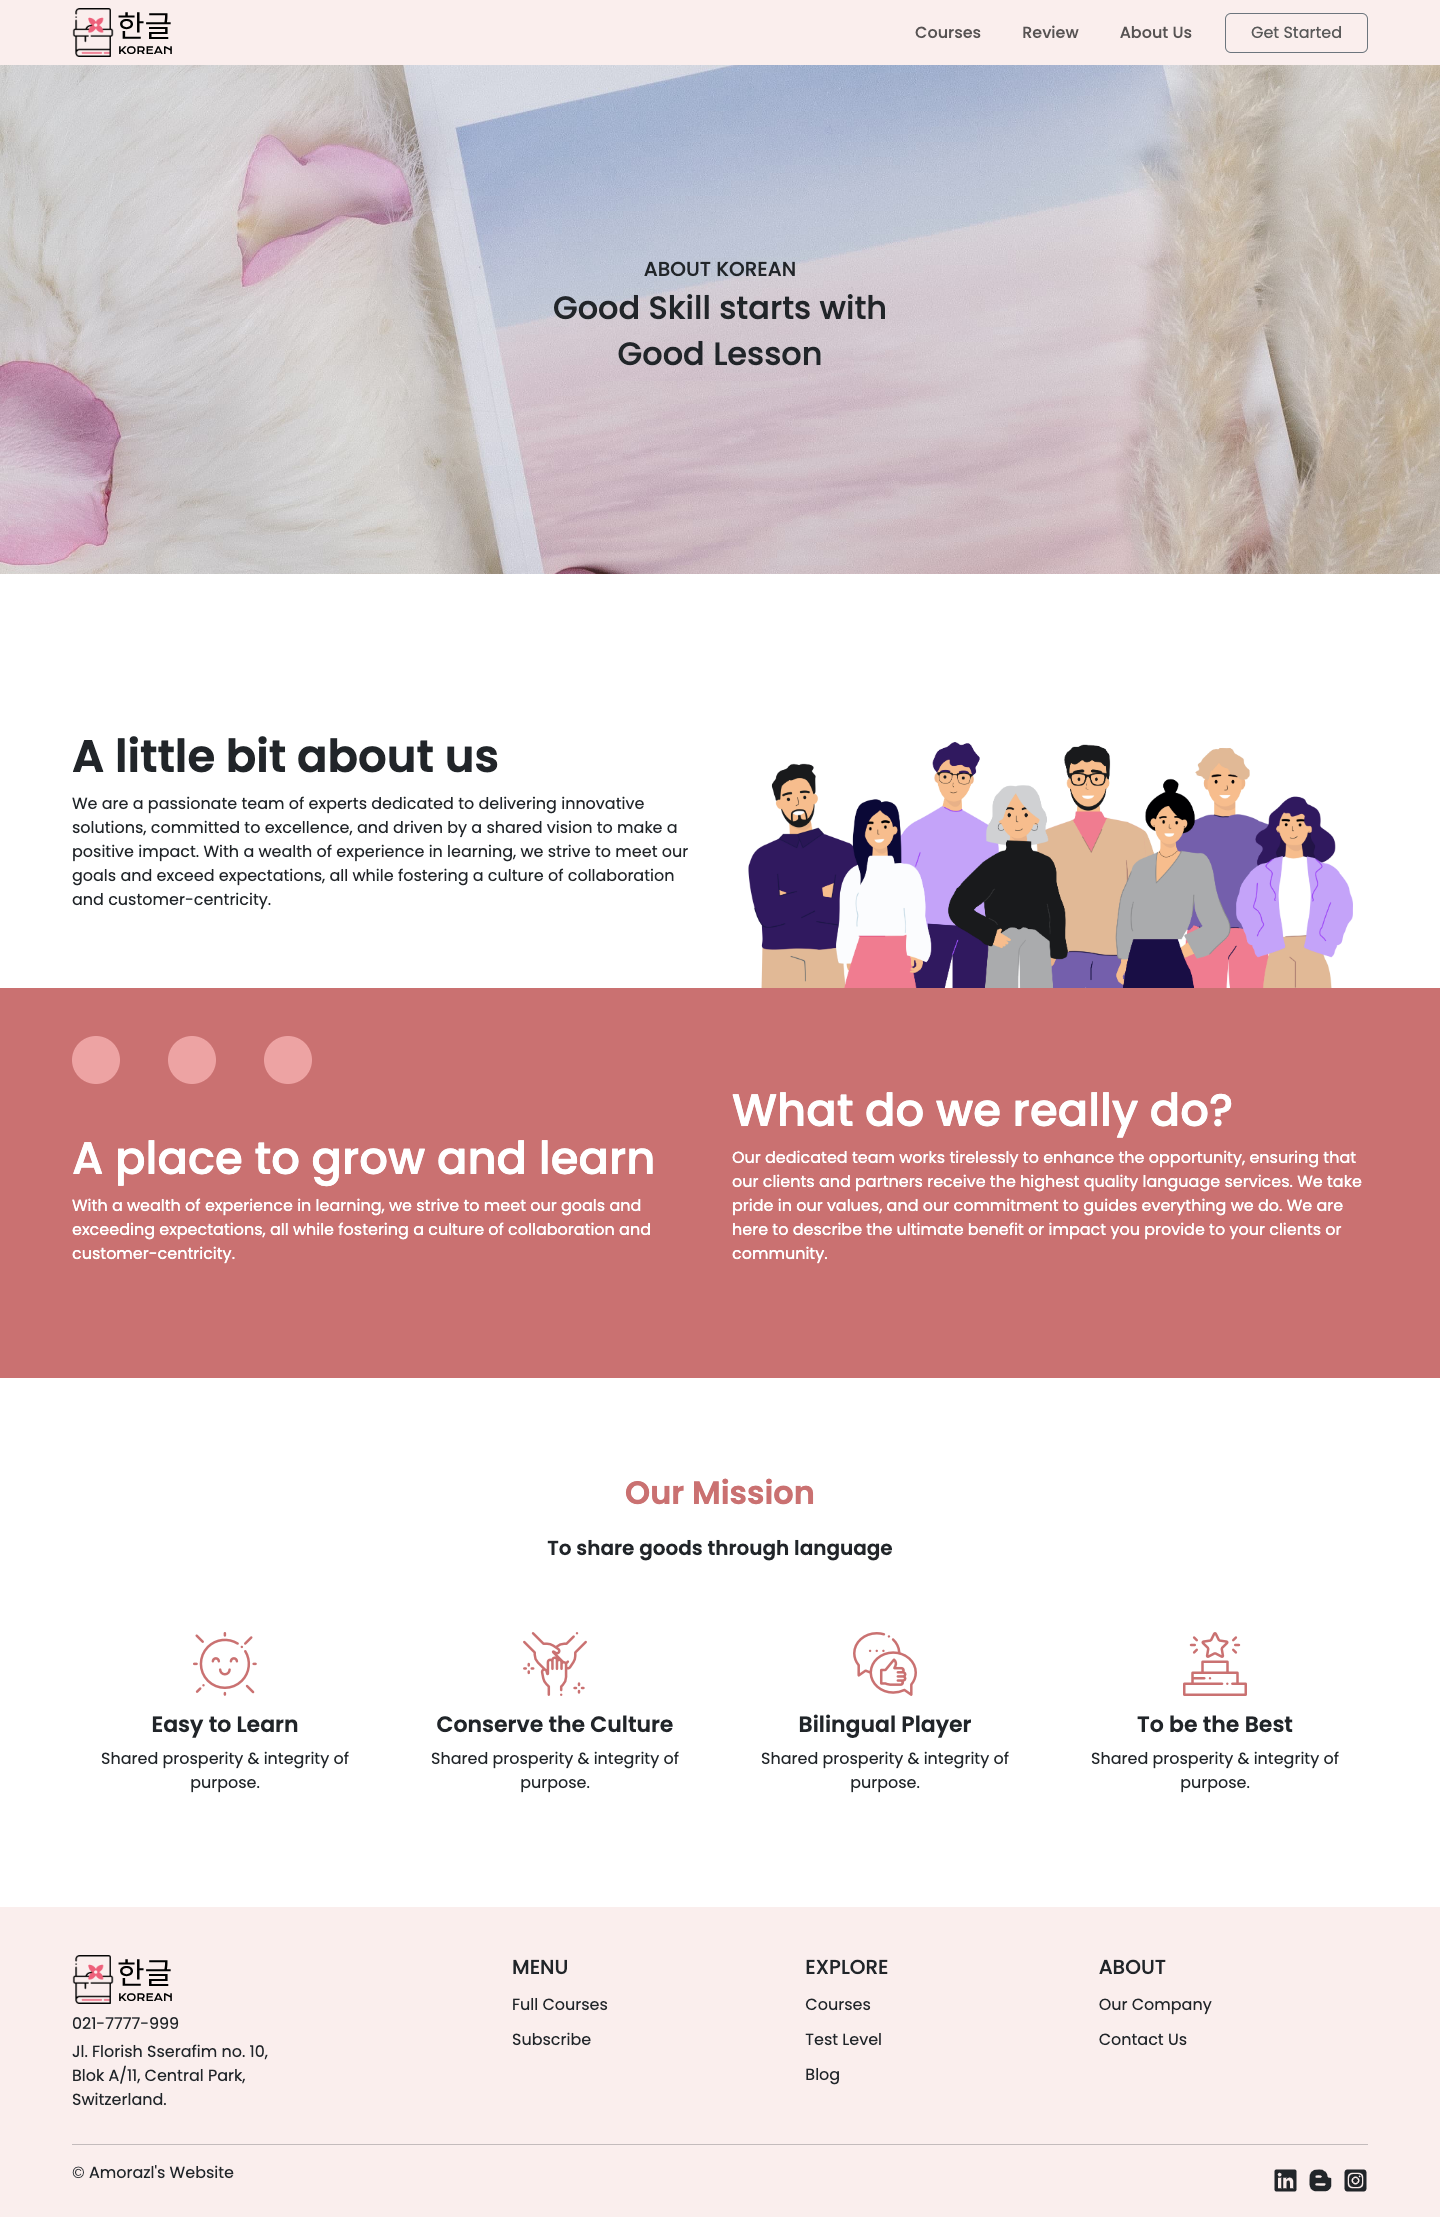 한글
KOREAN
Courses
Review
About Us
Get Started
ABOUT KOREAN
Good Skill starts with
Good Lesson
A little bit about us
We are a passionate team of experts dedicated to delivering innovative
solutions, committed to excellence, and driven by a shared vision to make a
positive impact. With a wealth of experience in learning, we strive to meet our
goals and exceed expectations, all while fostering a culture of collaboration
and customer-centricity.
A place to grow and learn
With a wealth of experience in learning, we strive to meet our goals and
exceeding expectations, all while fostering a culture of collaboration and
customer-centricity.
What do we really do?
Our dedicated team works tirelessly to enhance the opportunity, ensuring that
our clients and partners receive the highest quality language services. We take
pride in our values, and our commitment to guides everything we do. We are
here to describe the ultimate benefit or impact you provide to your clients or
community.
Our Mission
To share goods through language
Easy to Learn
Shared prosperity & integrity of
purpose.
Conserve the Culture
Shared prosperity & integrity of
purpose.
Bilingual Player
Shared prosperity & integrity of
purpose.
To be the Best
Shared prosperity & integrity of
purpose.
한글
KOREAN
021-7777-999
Jl. Florish Sserafim no. 10,
Blok A/11, Central Park,
Switzerland.
MENU
Full Courses
Subscribe
EXPLORE
Courses
Test Level
Blog
ABOUT
Our Company
Contact Us
© Amorazl's Website